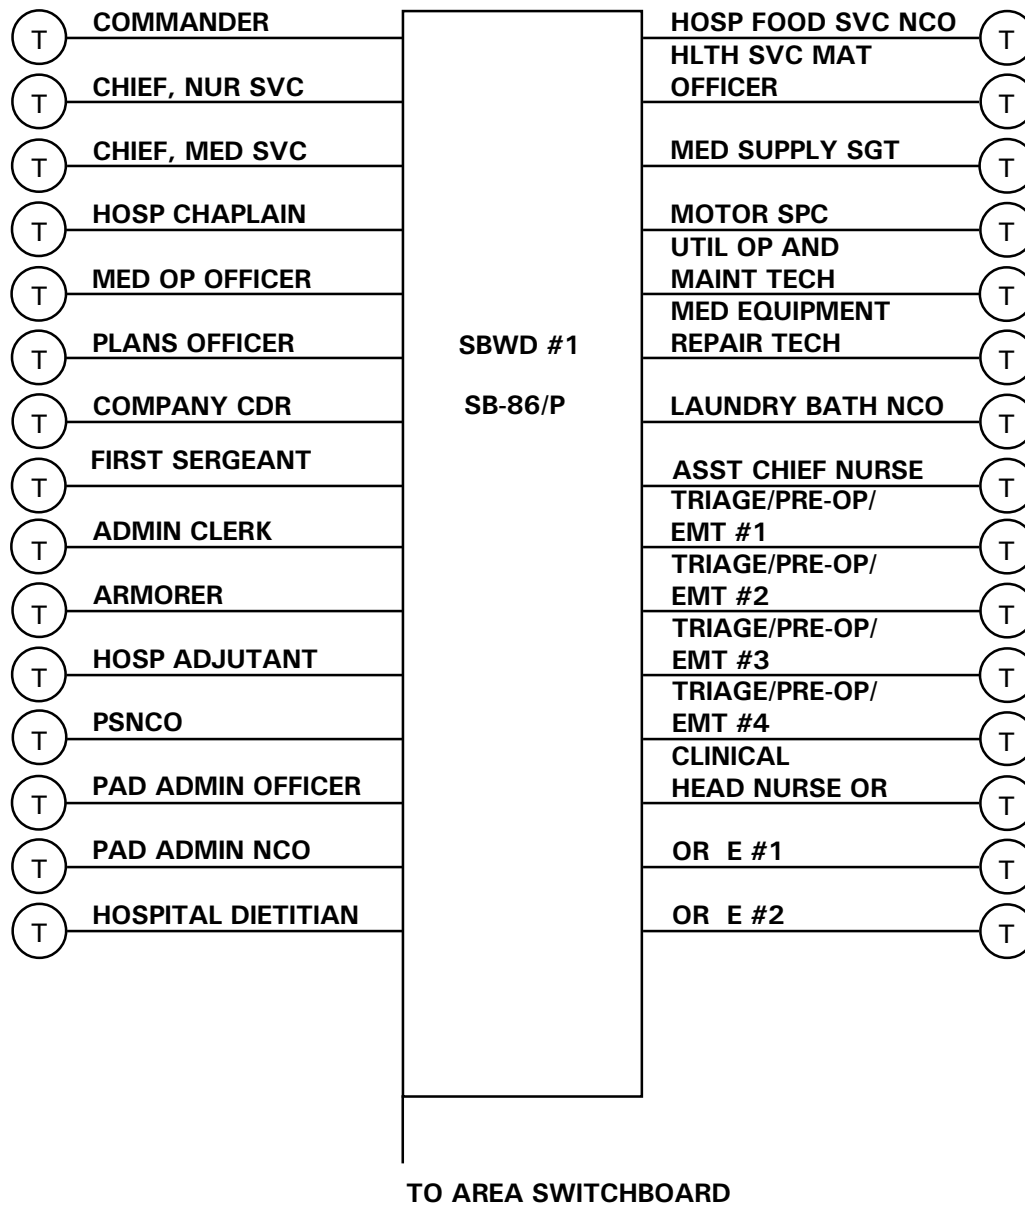 T
COMMANDER
T
CHIEF, NUR SVC
T
CHIEF, MED SVC
T
HOSP CHAPLAIN
T
MED OP OFFICER
T
PLANS OFFICER
T
COMPANY CDR
T
FIRST SERGEANT
T
ADMIN CLERK
T
ARMORER
T
HOSP ADJUTANT
T
PSNCO
T
PAD ADMIN OFFICER
T
PAD ADMIN NCO
T
HOSPITAL DIETITIAN
SBWD #1
SB-86/P
HOSP FOOD SVC NCO
T
HLTH SVC MAT
OFFICER
T
MED SUPPLY SGT
T
MOTOR SPC
T
UTIL OP AND
MAINT TECH
T
MED EQUIPMENT
REPAIR TECH
T
LAUNDRY BATH NCO
T
ASST CHIEF NURSE
T
TRIAGE/PRE-OP/
EMT #1
T
TRIAGE/PRE-OP/
EMT #2
T
TRIAGE/PRE-OP/
EMT #3
T
TRIAGE/PRE-OP/
EMT #4
T
CLINICAL
HEAD NURSE OR
T
OR E #1
T
OR E #2
T
TO AREA SWITCHBOARD